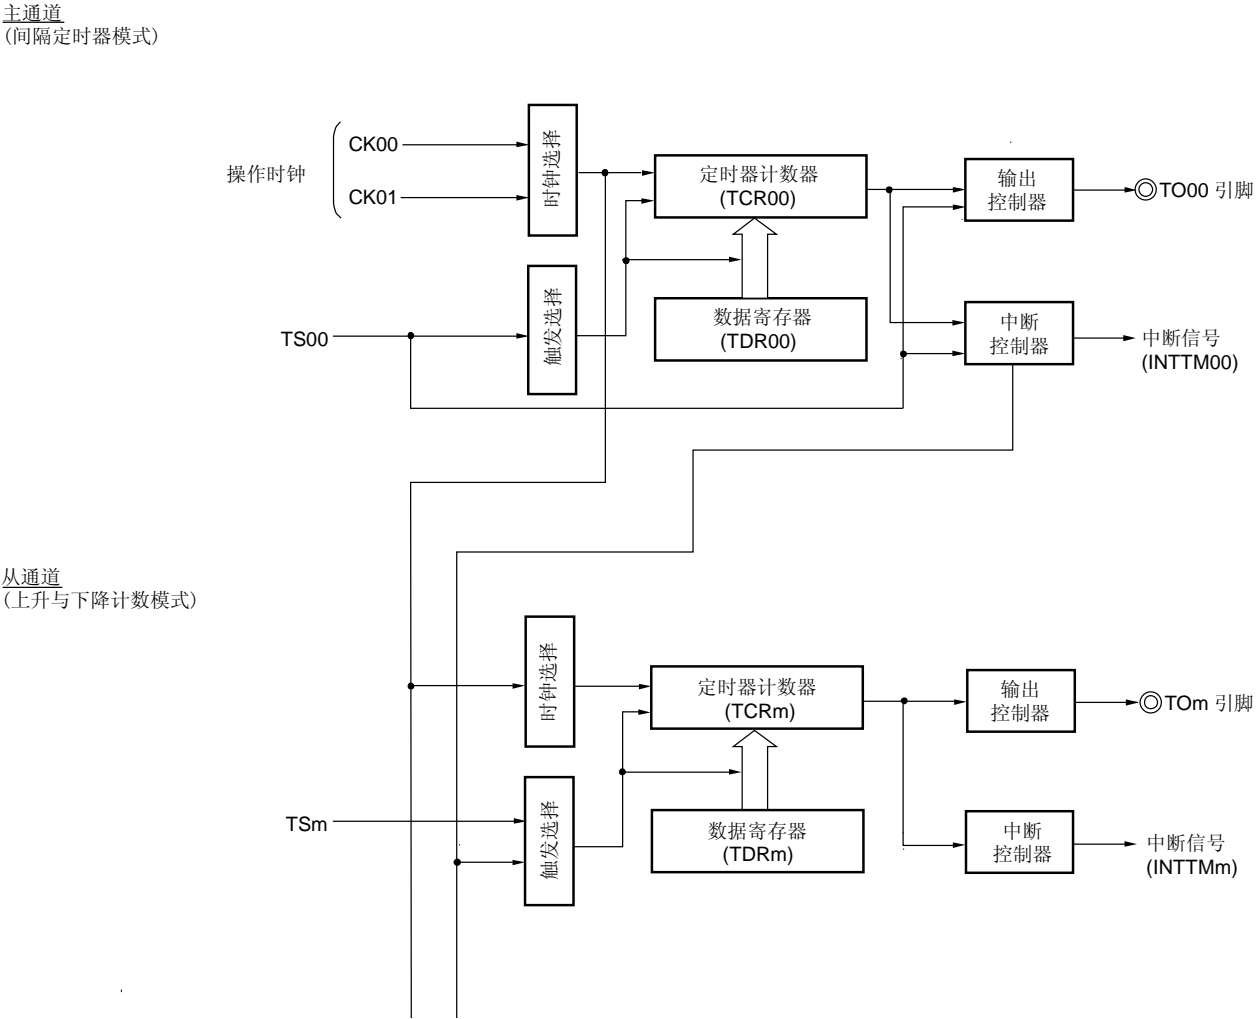 主通道
(间隔定时器模式)
操作时钟
CK00
CK01
时钟选择
定时器计数器
(TCR00)
输出
控制器
TO00 引脚
TS00
触发选择
数据寄存器
(TDR00)
中断
控制器
中断信号
(INTTM00)
从通道
(上升与下降计数模式)
时钟选择
定时器计数器
(TCRm)
输出
控制器
TOm 引脚
TSm
触发选择
数据寄存器
(TDRm)
中断
控制器
中断信号
(INTTMm)